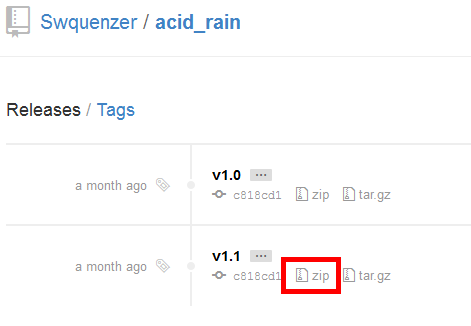 Swquenzer / acid_rain
Releases / Tags
a month ago
v1.0 ...
c818cd1 zip tar.gz
a month ago
v1.1 ...
c818cd1 zip tar.gz